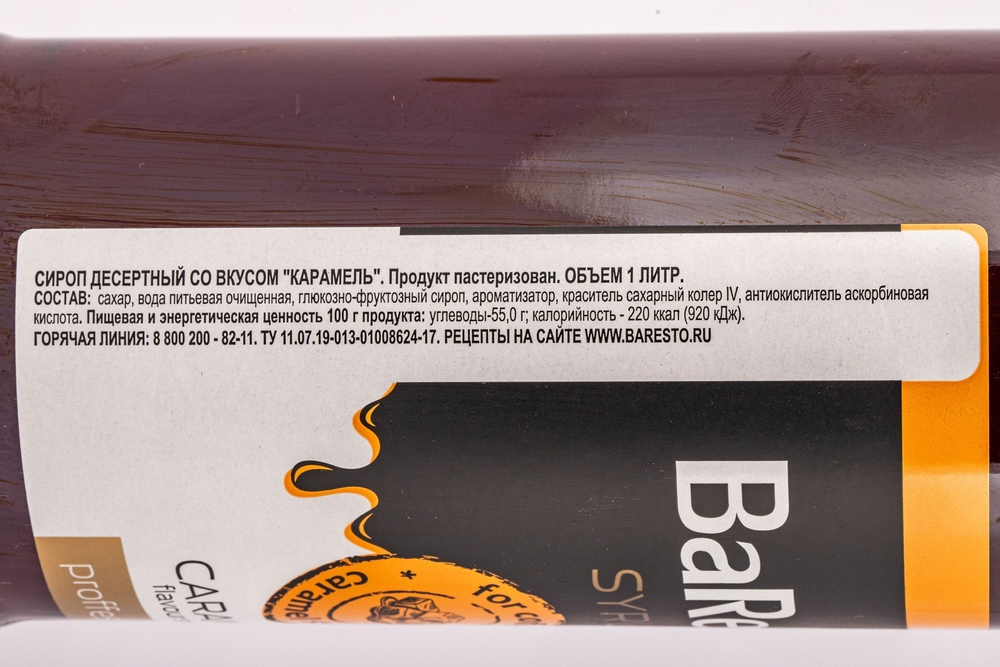 СИРОП ДЕСЕРТНЫЙ СО ВКУСОМ "КАРАМЕЛЬ". Продукт пастеризован. ОБЪЕМ 1 ЛИТР.
СОСТАВ: сахар, вода питьевая очищенная, глюкозно-фруктозный сироп, ароматизатор, краситель сахарный колер IV, антиокислитель аскорбиновая
кислота. Пищевая и энергетическая ценность 100 г продукта: углеводы-55,0 г; калорийность - 220 ккал (920 кДж).
ГОРЯЧАЯ ЛИНИЯ: 8 800 200 - 82-11. ТУ 11.07.19-013-01008624-17. РЕЦЕПТЫ НА САЙТЕ WWW.BARESTO.RU
BaRe
SYR
CARA
flavou
proffe
caramel
* for co